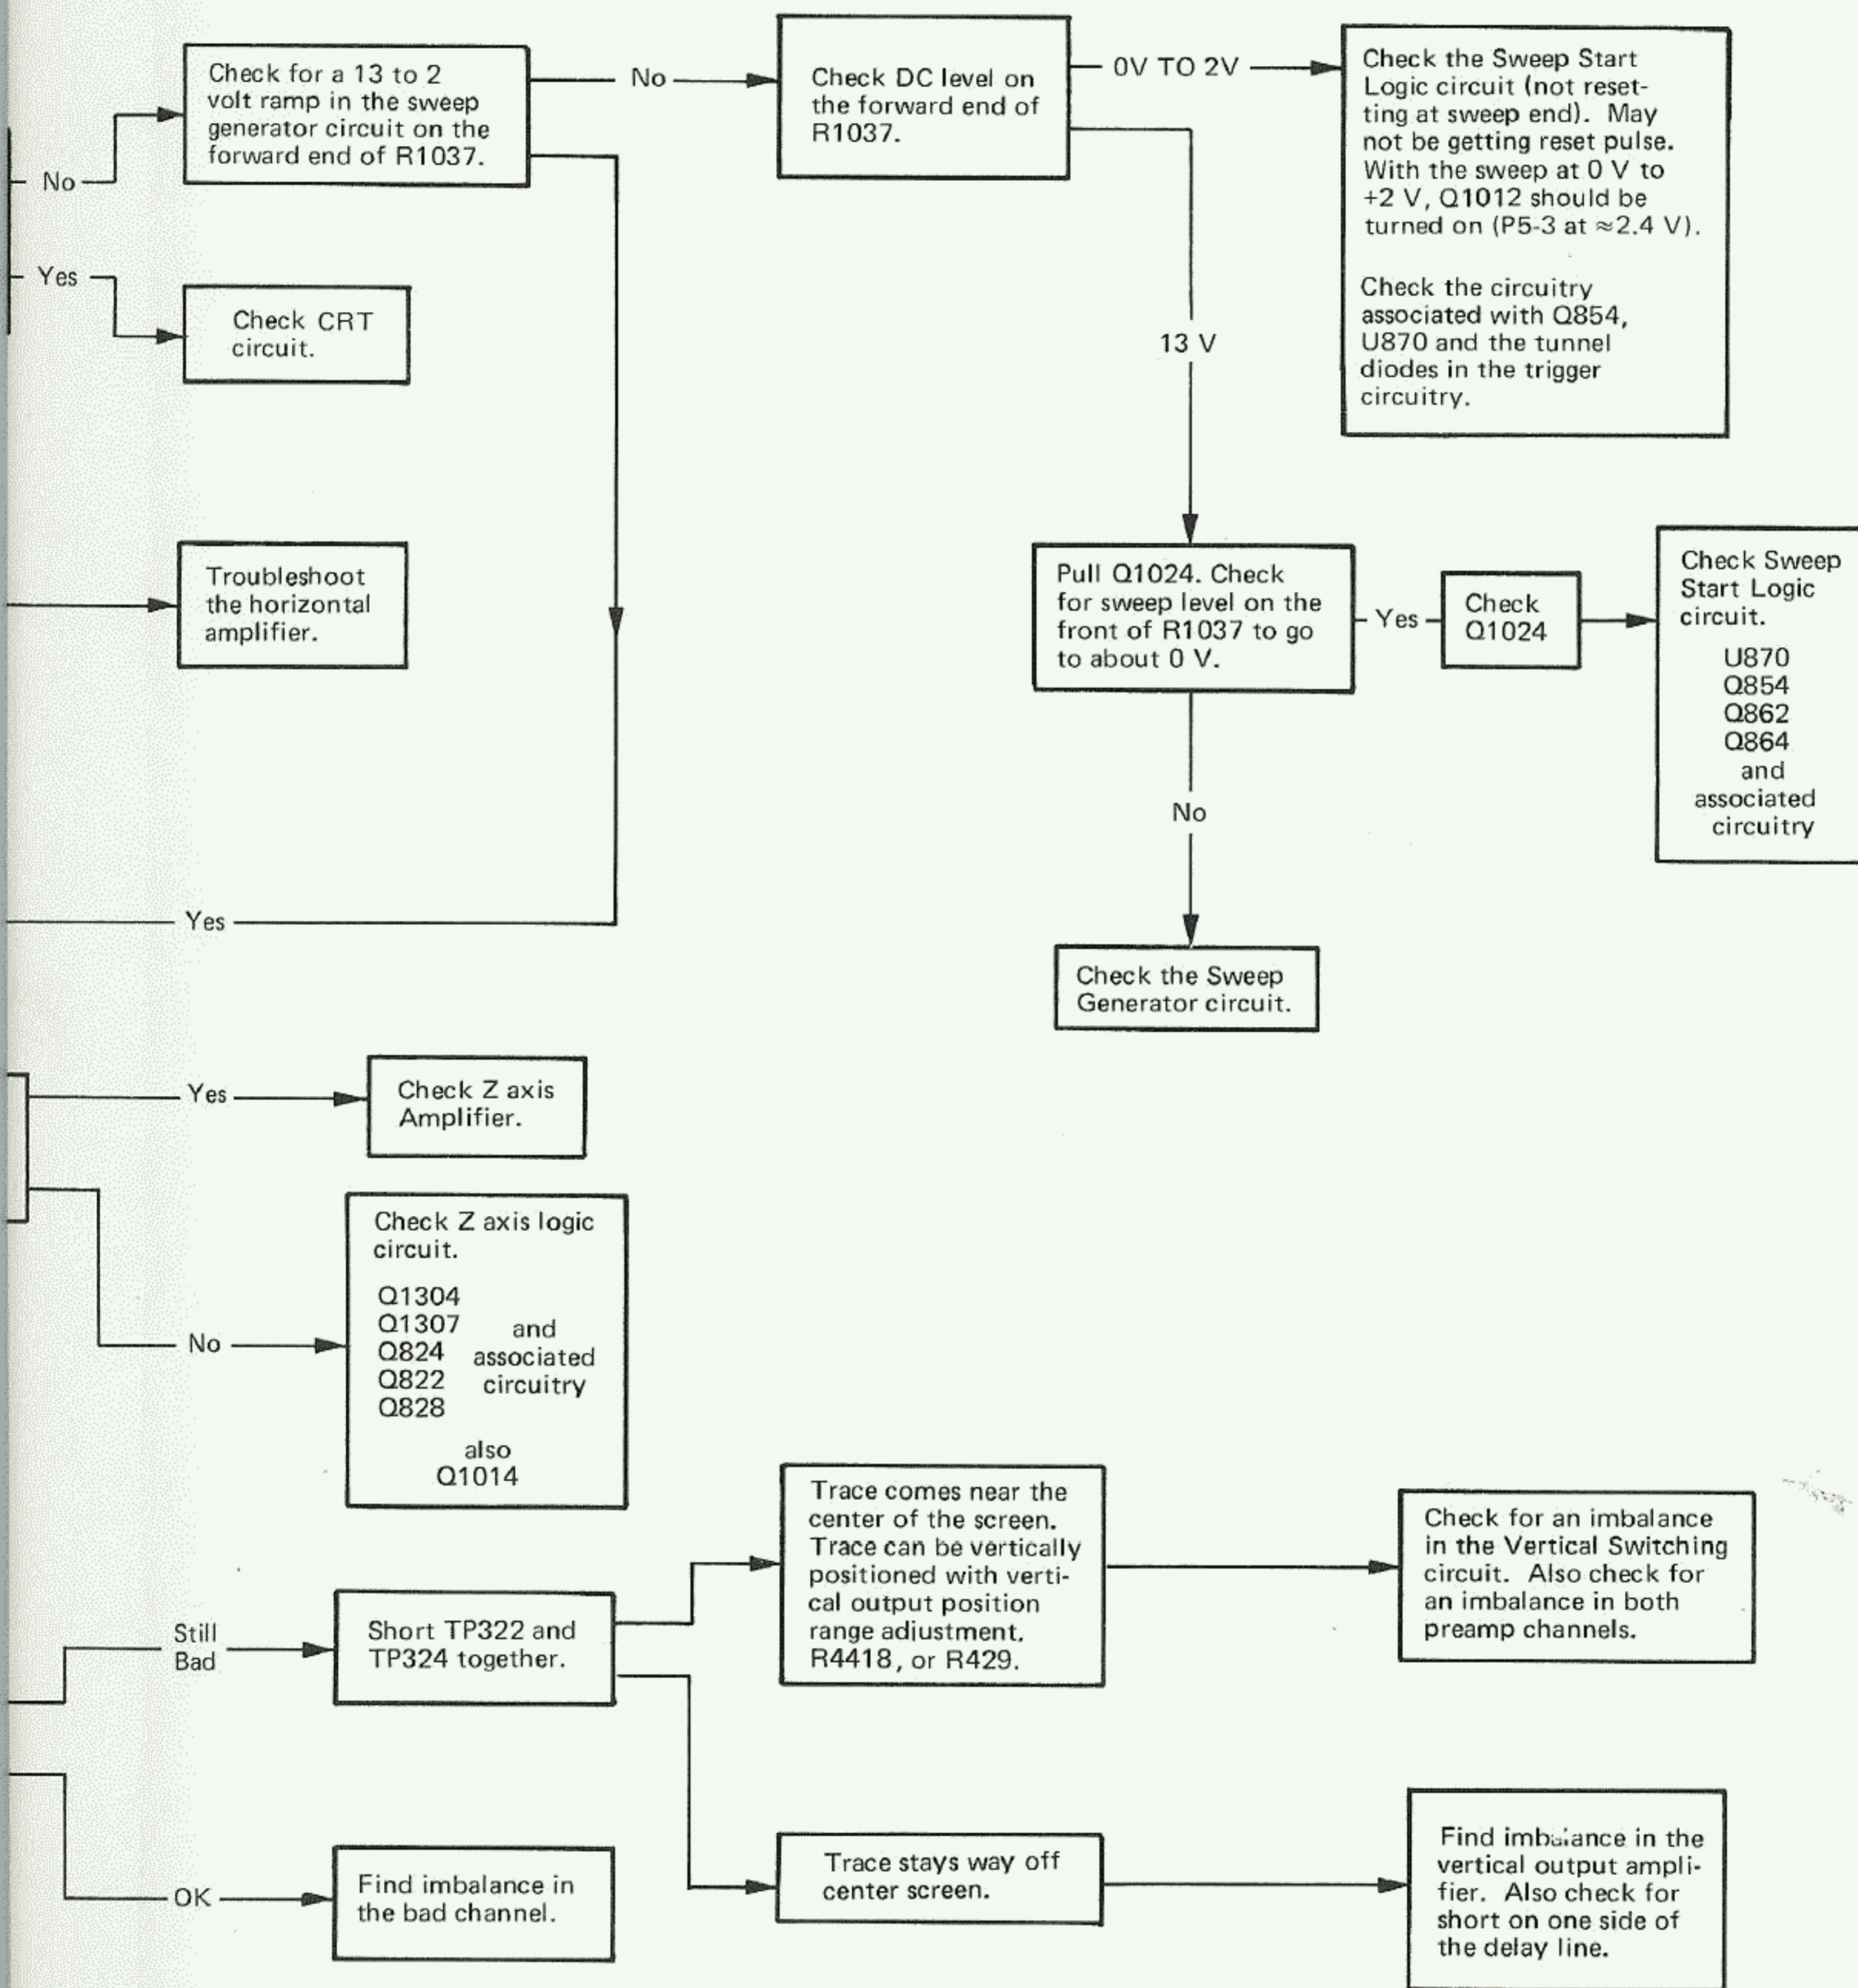 No
Check for a 13 to 2
volt ramp in the sweep
generator circuit on the
forward end of R1037.
No
Check DC level on
the forward end of
R1037.
0V TO 2V
Check the Sweep Start
Logic circuit (not reset-
ting at sweep end). May
not be getting reset pulse.
With the sweep at 0 V to
+2 V, Q1012 should be
turned on (P5-3 at ≈2.4 V).
Check the circuitry
associated with Q854,
U870 and the tunnel
diodes in the trigger
circuitry.
Yes
Check CRT
circuit.
13 V
Troubleshoot
the horizontal
amplifier.
Pull Q1024. Check
for sweep level on the
front of R1037 to go
to about 0 V.
Yes
Check
Q1024
Check Sweep
Start Logic
circuit.
U870
Q854
Q862
Q864
and
associated
circuitry
No
Yes
Check the Sweep
Generator circuit.
Yes
Check Z axis
Amplifier.
No
Check Z axis logic
circuit.
Q1304
Q1307
Q824
Q822
Q828
and
associated
circuitry
also
Q1014
Still
Bad
Short TP322 and
TP324 together.
Trace comes near the
center of the screen.
Trace can be vertically
positioned with verti-
cal output position
range adjustment.
R4418, or R429.
Check for an imbalance
in the Vertical Switching
circuit. Also check for
an imbalance in both
preamp channels.
OK
Find imbalance in
the bad channel.
Trace stays way off
center screen.
Find imbalance in the
vertical output ampli-
fier. Also check for
short on one side of
the delay line.